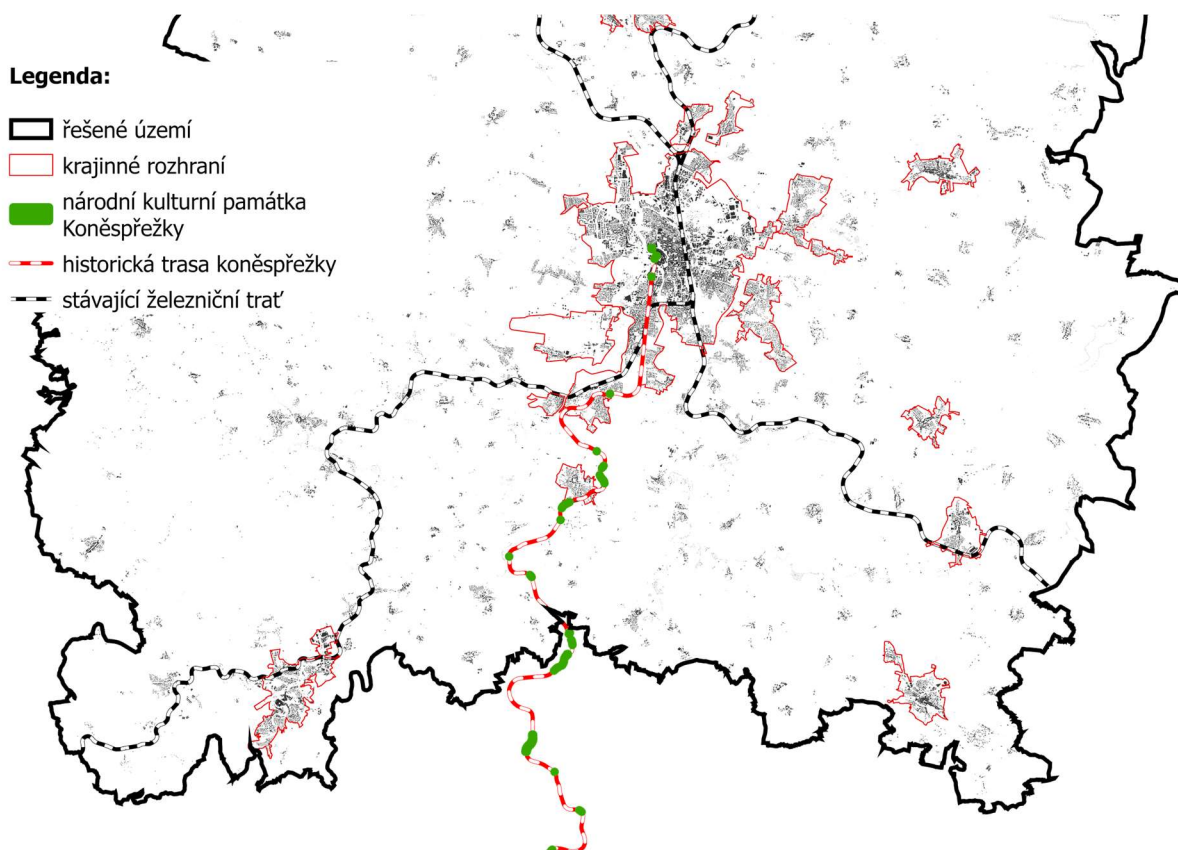 Legenda:
řešené území
krajinné rozhraní
národní kulturní památka
Koněspřežky
historická trasa koněspřežky
stávající železniční trať